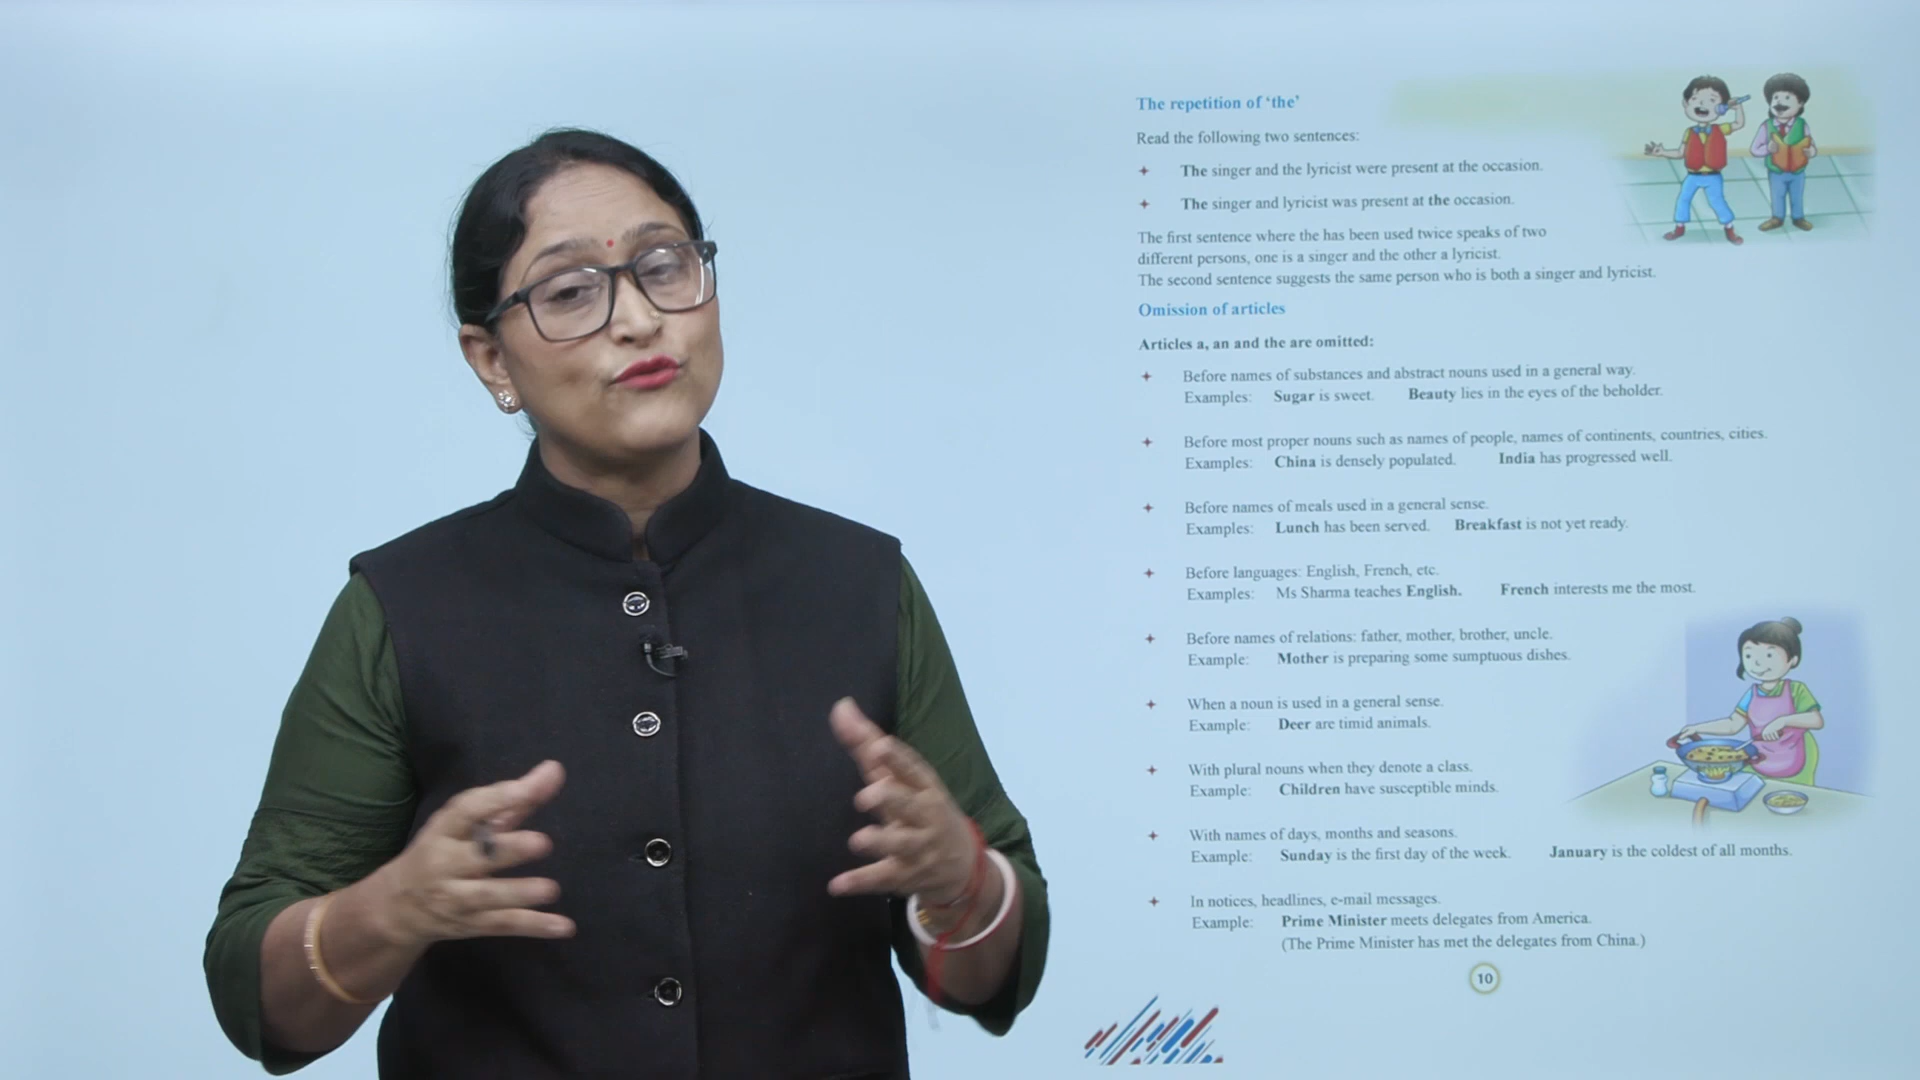 The repetition of ‘the’
Read the following two sentences:
The singer and the lyricist were present at the occasion.
The singer and lyricist was present at the occasion.
The first sentence where the has been used twice speaks of two
different persons, one is a singer and the other a lyricist.
The second sentence suggests the same person who is both a singer and lyricist.
Omission of articles
Articles a, an and the are omitted:
Before names of substances and abstract nouns used in a general way.
Examples: Sugar is sweet. Beauty lies in the eyes of the beholder.
Before most proper nouns such as names of people, names of continents, countries, cities.
Examples: China is densely populated. India has progressed well.
Before names of meals used in a general sense.
Examples: Lunch has been served. Breakfast is not yet ready.
Before languages: English, French, etc.
Examples: Ms Sharma teaches English. French interests me the most.
Before names of relations: father, mother, brother, uncle.
Example: Mother is preparing some sumptuous dishes.
When a noun is used in a general sense.
Example: Deer are timid animals.
With plural nouns when they denote a class.
Example: Children have susceptible minds.
With names of days, months and seasons.
Example: Sunday is the first day of the week. January is the coldest of all months.
In notices, headlines, e-mail messages.
Example: Prime Minister meets delegates from America.
(The Prime Minister has met the delegates from China.)
10